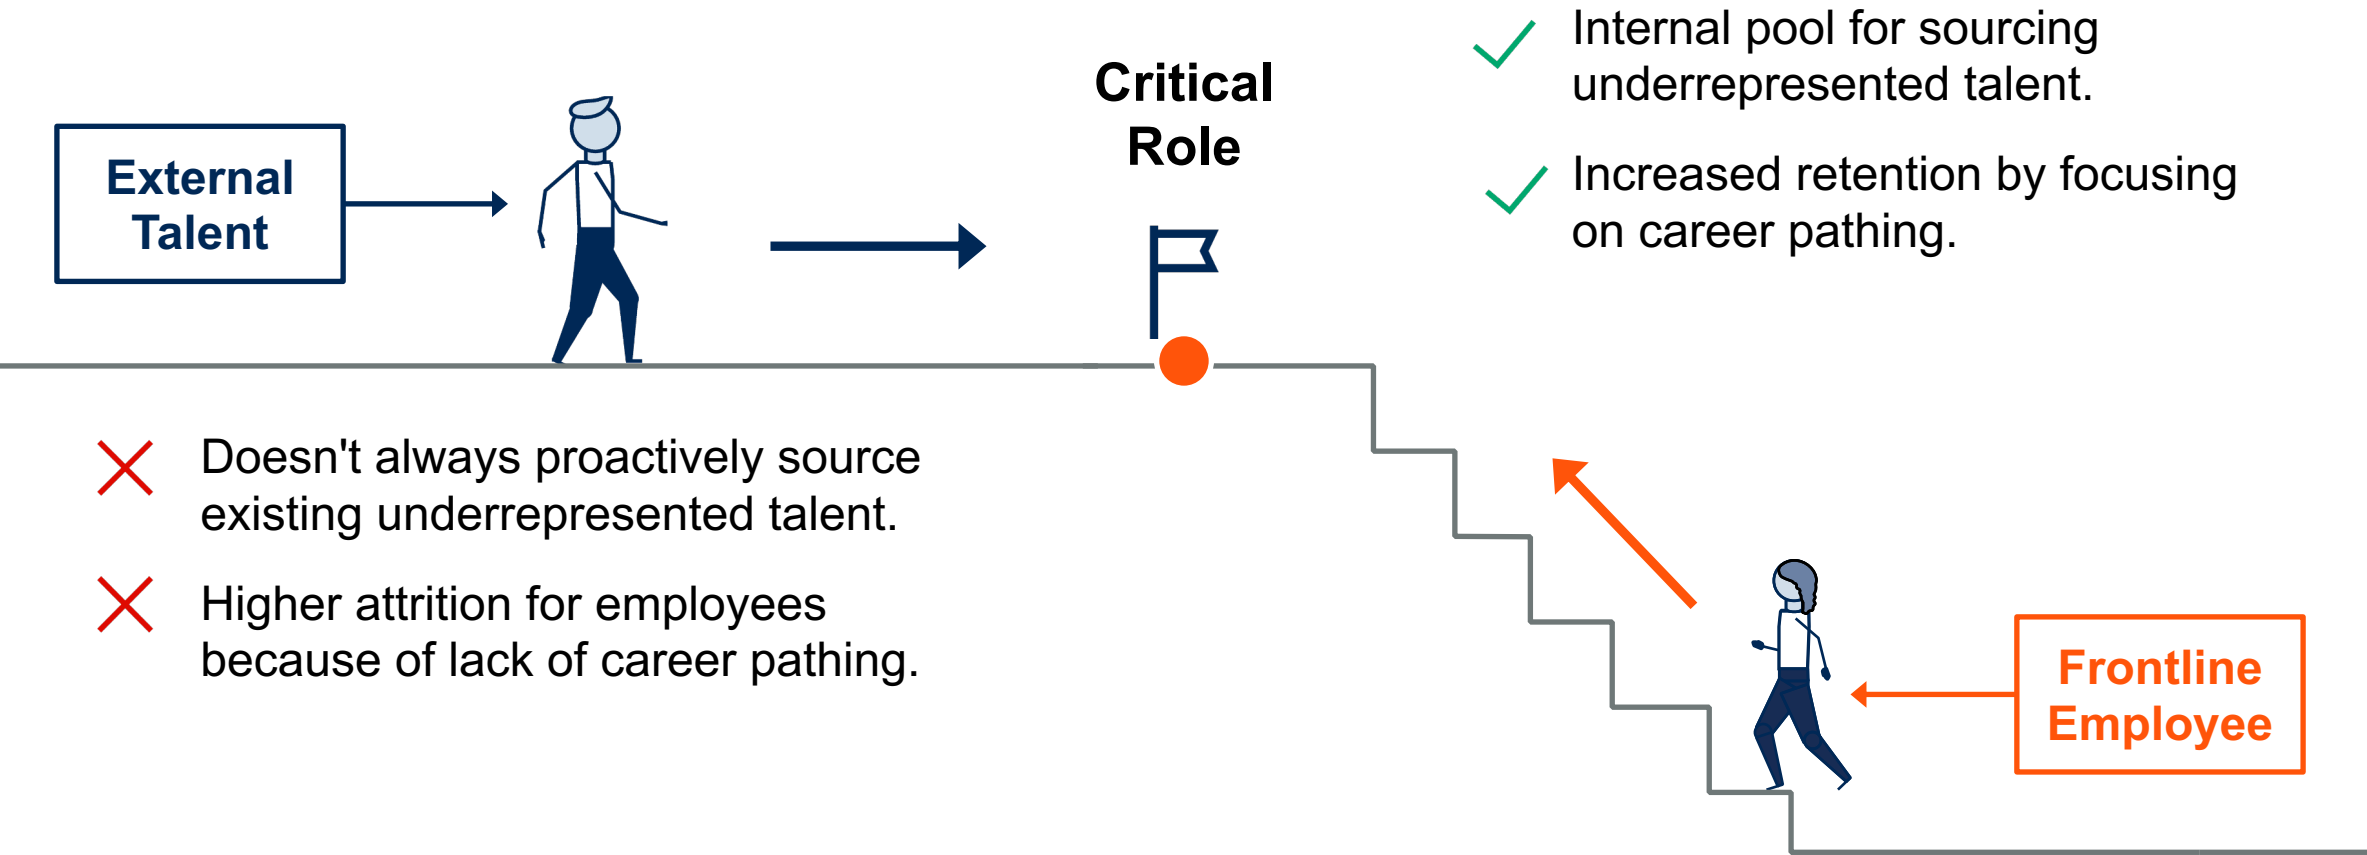 External
Talent
Critical
Role
Internal pool for sourcing
underrepresented talent.
Increased retention by focusing
on career pathing.
Doesn't always proactively source
existing underrepresented talent.
Higher attrition for employees
because of lack of career pathing.
Frontline
Employee